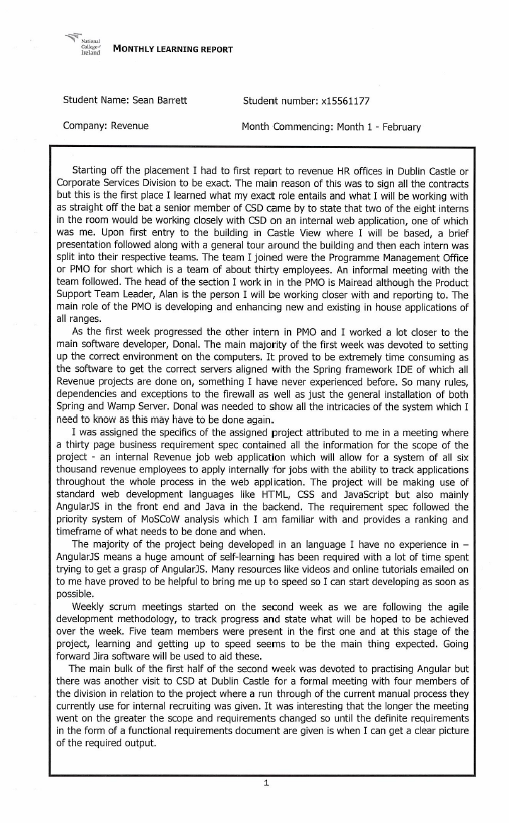 National
College of
Ireland
MONTHLY LEARNING REPORT
Student Name: Sean Barrett
Student number: x15561177
Company: Revenue
Month Commencing: Month 1 - February
Starting off the placement I had to first report to revenue HR offices in Dublin Castle or
Corporate Services Division to be exact. The main reason of this was to sign all the contracts
but this is the first place I learned what my exact role entails and what I will be working with
as straight off the bat a senior member of CSD came by to state that two of the eight interns
in the room would be working closely with CSD on an internal web application, one of which
was me. Upon first entry to the building in Castle View where I will be based, a brief
presentation followed along with a general tour around the building and then each intern was
split into their respective teams. The team I joined were the Programme Management Office
or PMO for short which is a team of about thirty employees. An informal meeting with the
team followed. The head of the section I work in in the PMO is Mairead although the Product
Support Team Leader, Alan is the person I will be working closer with and reporting to. The
main role of the PMO is developing and enhancing new and existing in house applications of
all ranges.
As the first week progressed the other intern in PMO and I worked a lot closer to the
main software developer, Donal. The main majority of the first week was devoted to setting
up the correct environment on the computers. It proved to be extremely time consuming as
the software to get the correct servers aligned with the Spring framework IDE of which all
Revenue projects are done on, something I have never experienced before. So many rules,
dependencies and exceptions to the firewall as well as just the general installation of both
Spring and Wamp Server. Donal was needed to show all the intricacies of the system which I
need to know as this may have to be done again.
I was assigned the specifics of the assigned project attributed to me in a meeting where
a thirty page business requirement spec contained all the information for the scope of the
project - an internal Revenue job web application which will allow for a system of all six
thousand revenue employees to apply internally for jobs with the ability to track applications
throughout the whole process in the web application. The project will be making use of
standard web development languages like HTML, CSS and JavaScript but also mainly
AngularJS in the front end and Java in the backend. The requirement spec followed the
priority system of MoSCoW analysis which I am familiar with and provides a ranking and
timeframe of what needs to be done and when.
The majority of the project being developed in an language I have no experience in –
AngularJS means a huge amount of self-learning has been required with a lot of time spent
trying to get a grasp of AngularJS. Many resources like videos and online tutorials emailed on
to me have proved to be helpful to bring me up to speed so I can start developing as soon as
possible.
Weekly scrum meetings started on the second week as we are following the agile
development methodology, to track progress and state what will be hoped to be achieved
over the week. Five team members were present in the first one and at this stage of the
project, learning and getting up to speed seems to be the main thing expected. Going
forward Jira software will be used to aid these.
The main bulk of the first half of the second week was devoted to practising Angular but
there was another visit to CSD at Dublin Castle for a formal meeting with four members of
the division in relation to the project where a run through of the current manual process they
currently use for internal recruiting was given. It was interesting that the longer the meeting
went on the greater the scope and requirements changed so until the definite requirements
in the form of a functional requirements document are given is when I can get a clear picture
of the required output.
1